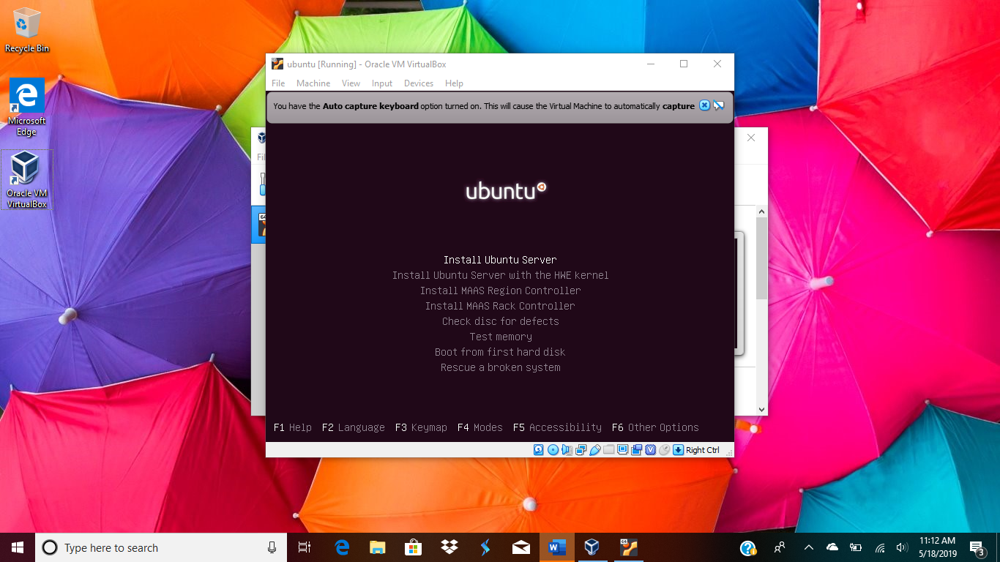 Recycle Bin
Microsoft
Edge
Oracle VM
VirtualBox
64
ubuntu [Running] - Oracle VM VirtualBox
File Machine View Input Devices Help
You have the Auto capture keyboard option turned on. This will cause the Virtual Machine to automatically capture
ubuntu
Install Ubuntu Server
Install Ubuntu Server with the HWE kernel
Install MAAS Region Controller
Install MAAS Rack Controller
Check disc for defects
Test memory
Boot from first hard disk
Rescue a broken system
F1 Help F2 Language F3 Keymap F4 Modes F5 Accessibility F6 Other Options
Right Ctrl
Type here to search
11:12 AM
5/18/2019
3